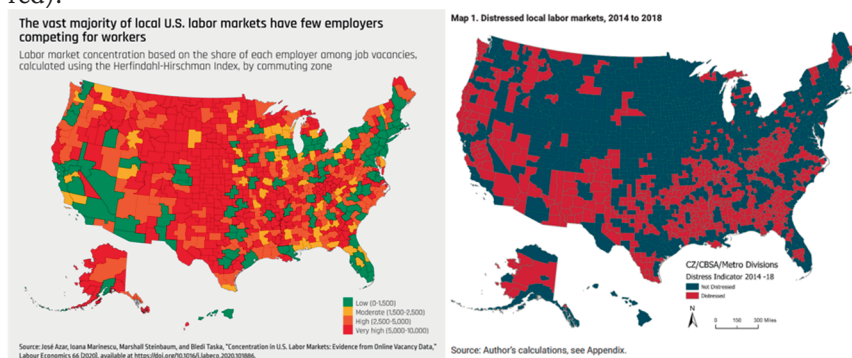 red).
The vast majority of local U.S. labor markets have few employers
competing for workers
Labor market concentration based on the share of each employer among job vacancies,
calculated using the Herfindahl-Hirschman Index, by commuting zone
Low (0-1,500)
Moderate (1,500-2,500)
High (2,500-5,000)
Very high (5,000-10,000)
Source: José Azar, Ioana Marinescu, Marshall Steinbaum, and Bledi Taska, "Concentration in U.S. Labor Markets: Evidence from Online Vacancy Data,"
Labour Economics 66 (2020), available at https://doi.org/10.1016/j.labeco.2020.101886.
Map 1. Distressed local labor markets, 2014 to 2018
CZ/CBSA/Metro Divisions
Distress Indicator 2014 -18
Not Distressed
Distressed
N
0 150 300 Miles
Source: Author's calculations, see Appendix.